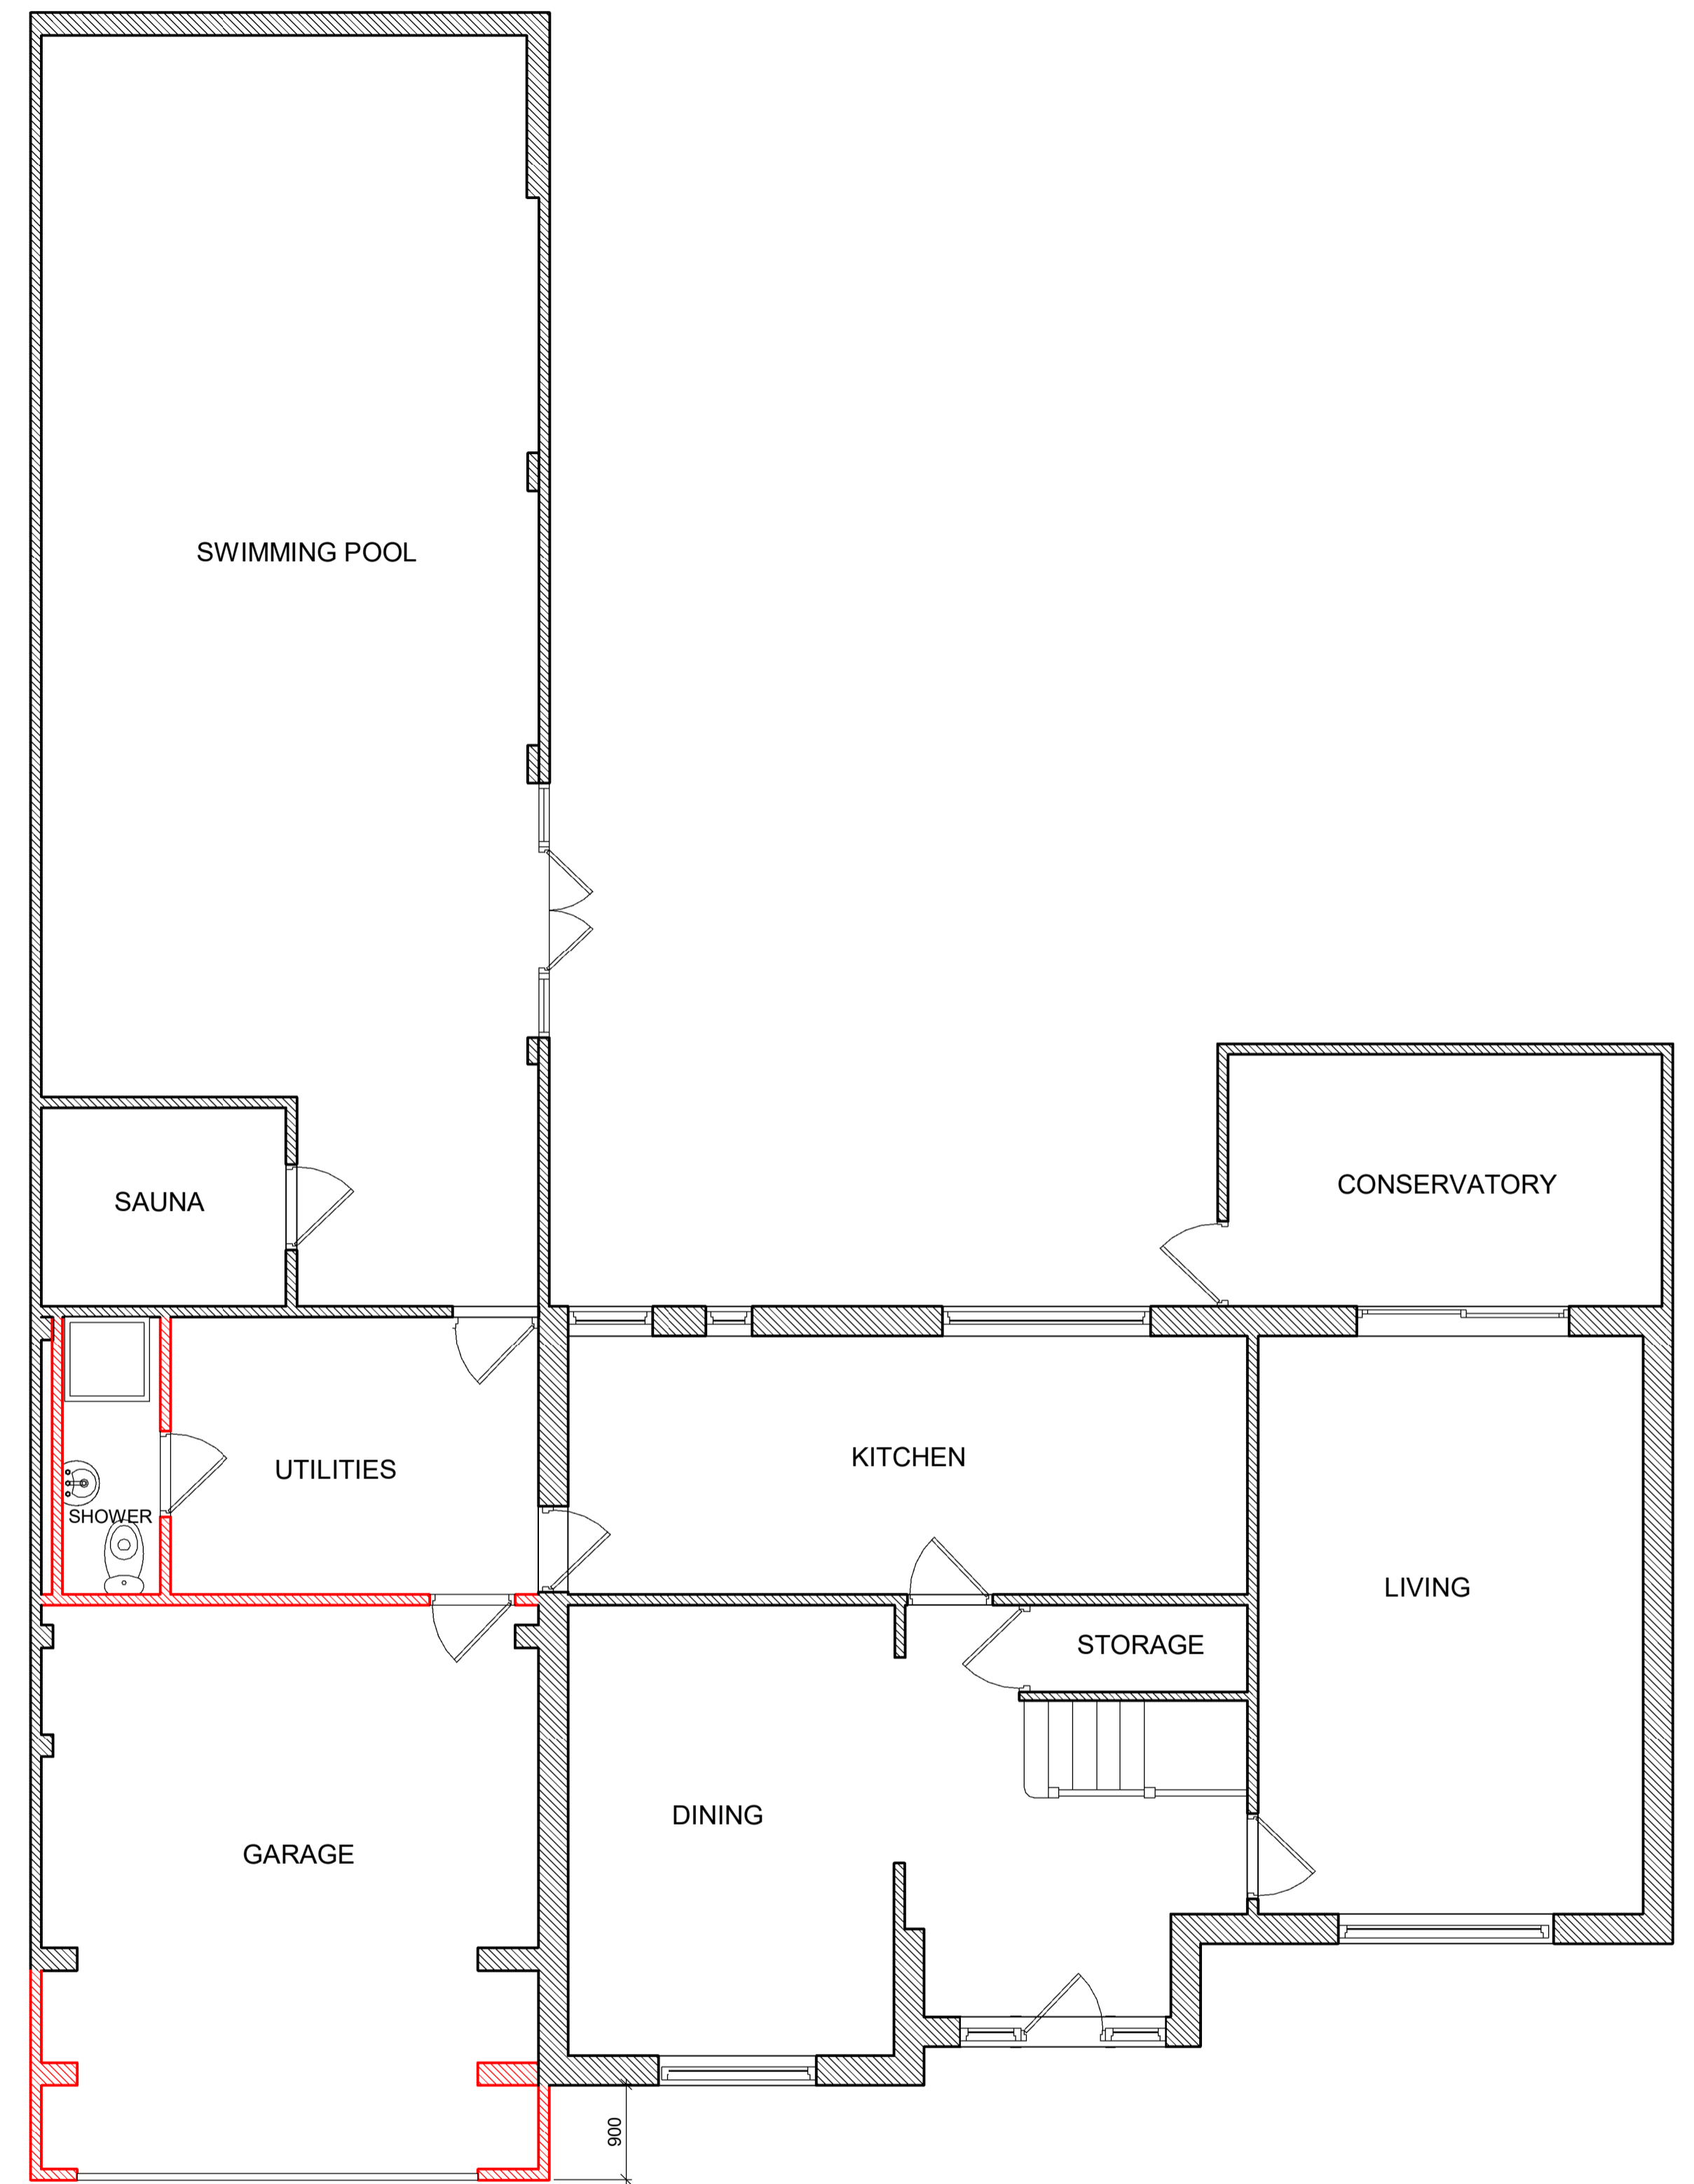 SWIMMING POOL
CONSERVATORY
SAUNA
KITCHEN
UTILITIES
SHOWER
LIVING
STORAGE
DINING
GARAGE
900